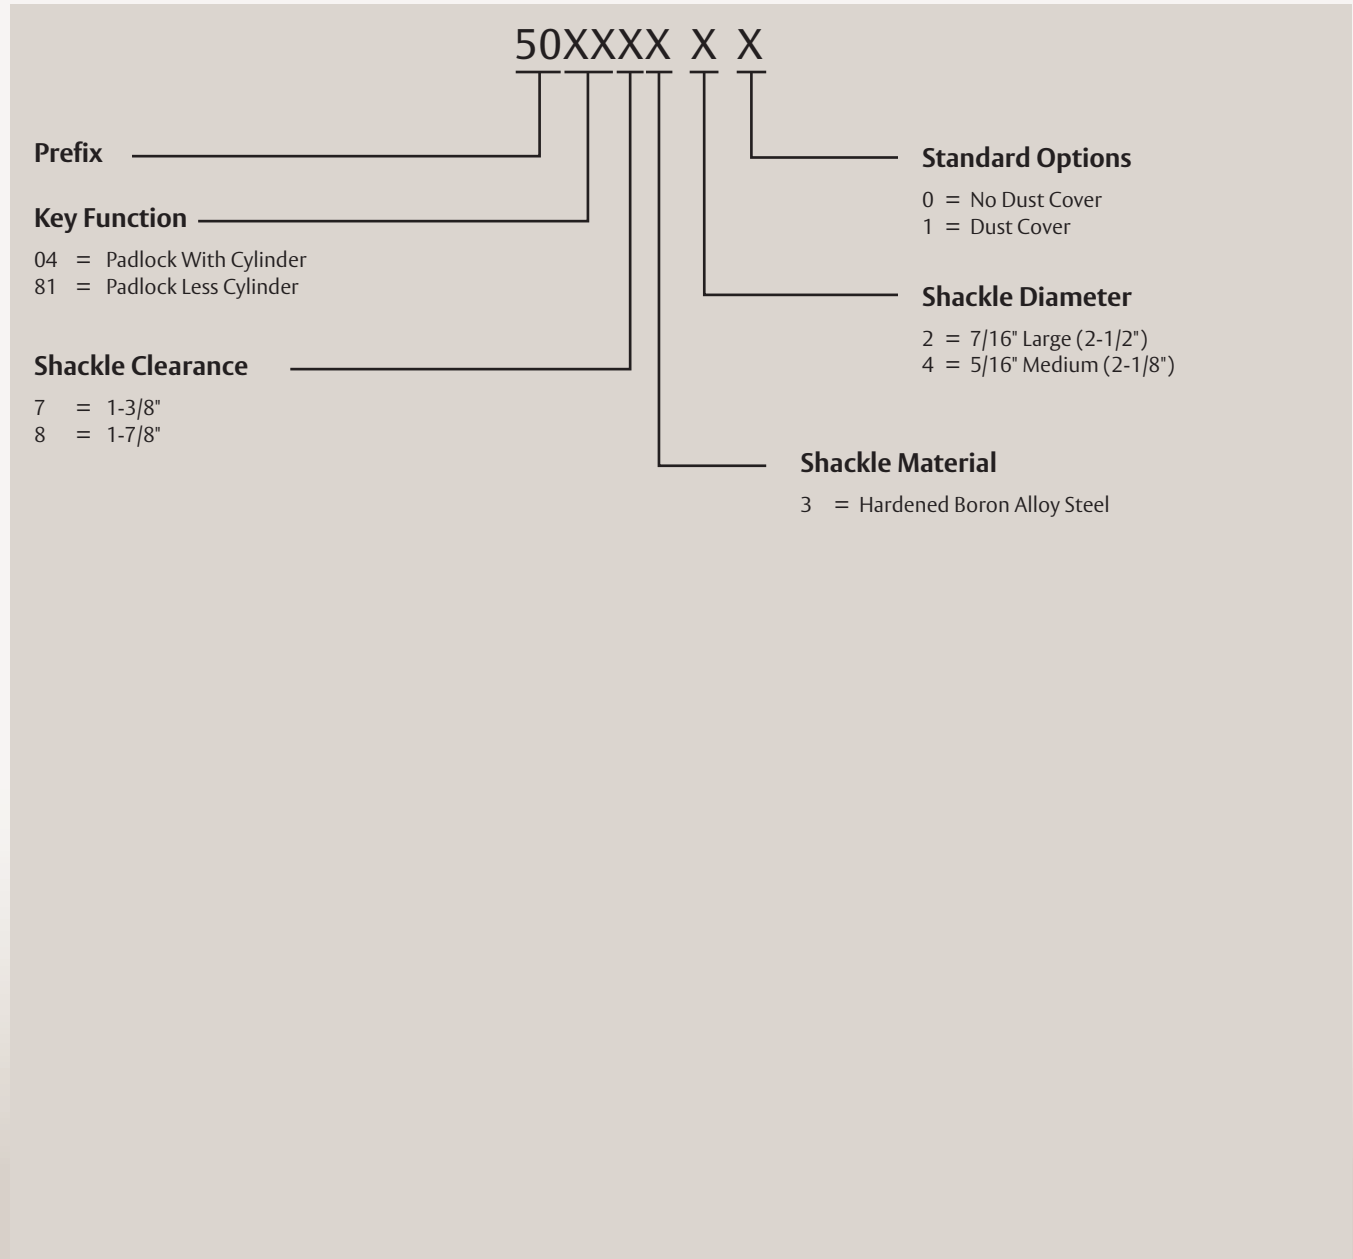 50XXXX X X
Prefix
Key Function
04 = Padlock With Cylinder
81 = Padlock Less Cylinder
Shackle Clearance
7 = 1-3/8"
8 = 1-7/8"
Standard Options
0 = No Dust Cover
1 = Dust Cover
Shackle Diameter
2 = 7/16" Large (2-1/2")
4 = 5/16" Medium (2-1/8")
Shackle Material
3 = Hardened Boron Alloy Steel